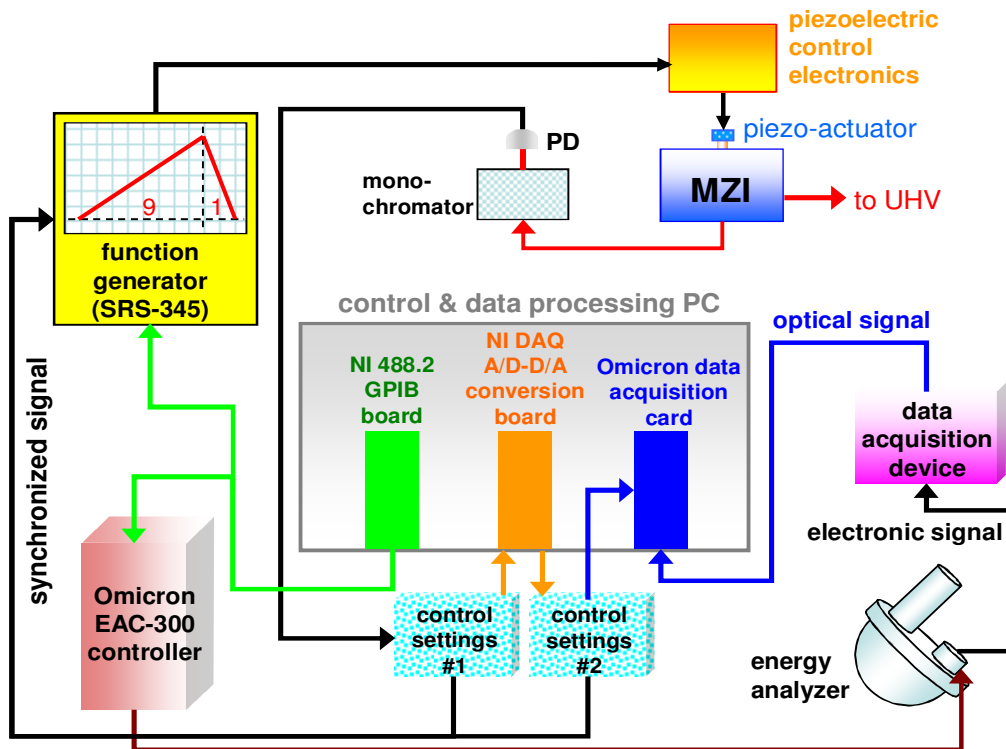 piezoelectric
control
electronics
piezo-actuator
PD
mono-
chromator
MZI
to UHV
9
1
function
generator
(SRS-345)
control & data processing PC
optical signal
NI 488.2
GPIB
board
NI DAQ
A/D-D/A
conversion
board
Omicron data
acquisition
card
data
acquisition
device
synchronized signal
electronic signal
Omicron
EAC-300
controller
control
settings
#1
control
settings
#2
energy
analyzer